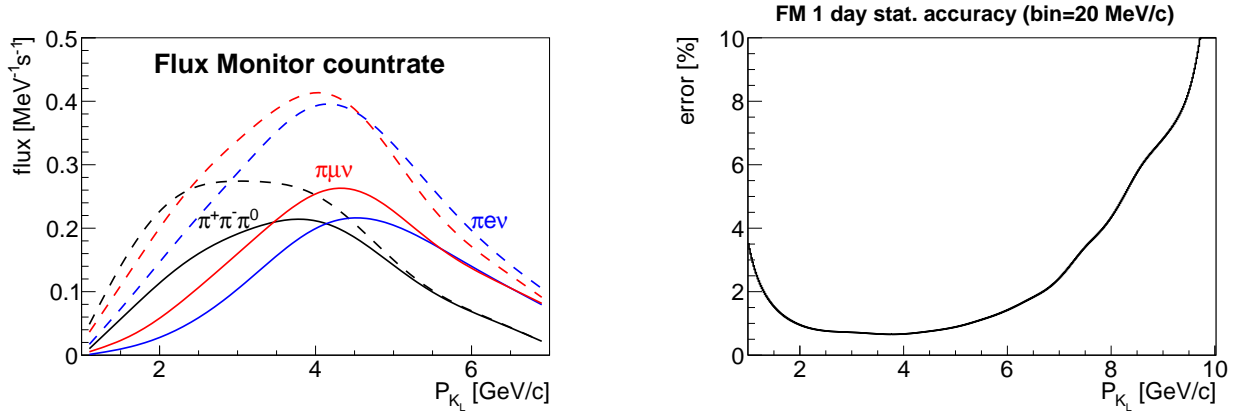 Flux Monitor countrate
flux [MeV⁻¹s⁻¹]
0.5
0.4
0.3
0.2
0.1
0
πμν
π⁺π⁻π⁰
πeν
2 4 6
P_{K_L} [GeV/c]
FM 1 day stat. accuracy (bin=20 MeV/c)
error [%]
10
8
6
4
2
0
2 4 6 8 10
P_{K_L} [GeV/c]